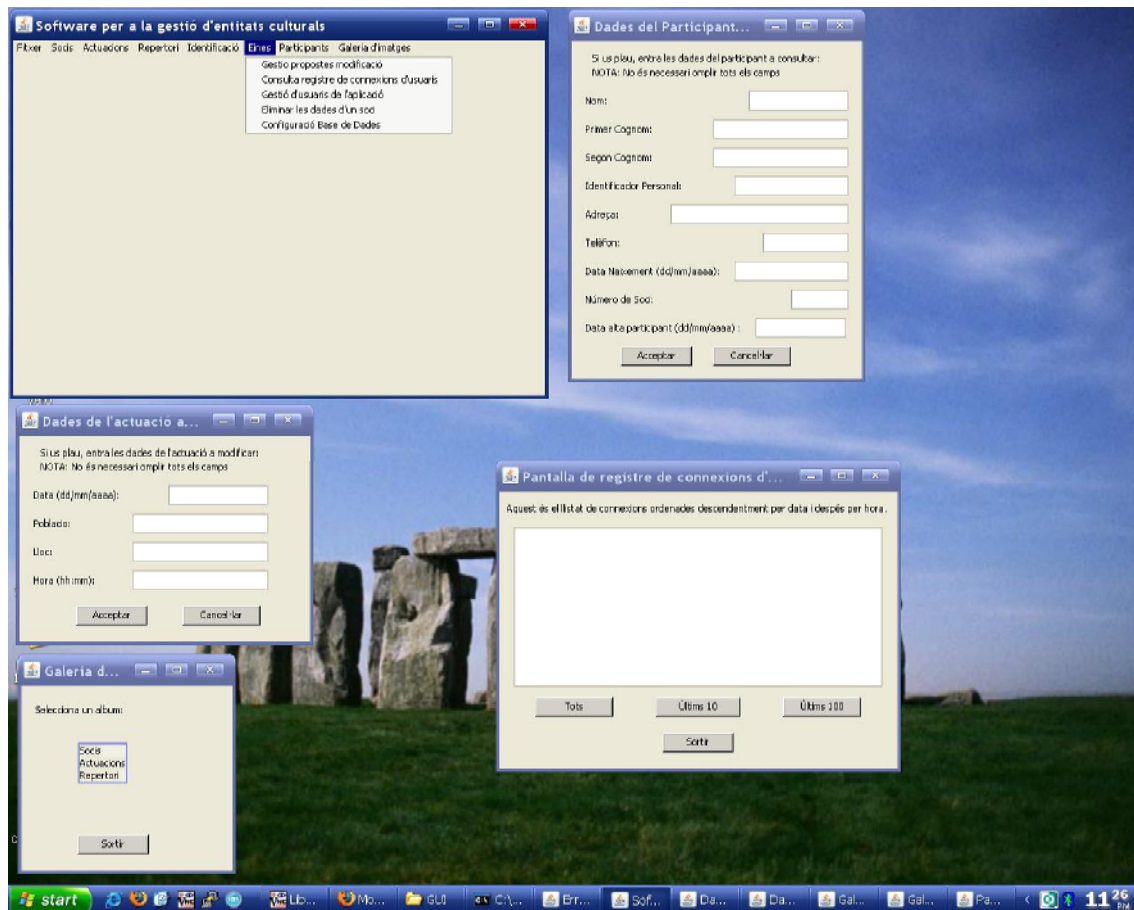 Software per a la gestió d'entitats culturals
Fitxer Socis Actuacions Repertori Identificació Eines Participants Galeria d'imatges
Gestio propostes modificació
Consulta registre de connexions d'usuaris
Gestió d'usuaris de l'aplicació
Eliminar les dades d'un soci
Configuració Base de Dades
Dades del Participant...
Si us plau, entra les dades del participant a consultar:
NOTA: No és necessari omplir tots els camps
Nom:
Primer Cognom:
Segon Cognom:
Identificador Personal:
Adreça:
Telèfon:
Data Naixement (dd/mm/aaaa):
Número de Soci:
Data alta participant (dd/mm/aaaa) :
Acceptar Cancel·lar
Dades de l'actuació a...
Si us plau, entra les dades de l'actuació a modificar:
NOTA: No és necessari omplir tots els camps
Data (dd/mm/aaaa):
Població:
Lloc:
Hora (hh:mm):
Acceptar Cancel·lar
Pantalla de registre de connexions d'...
Aquest és el llistat de connexions ordenades descendentment per data i després per hora.
Tots Últims 10 Últims 100
Sortir
Galeria d...
Selecciona un album:
Socis
Actuacions
Repertori
Sortir
start Lib... Mo... GUI C:\... Err... Sof... Da... Da... Gal... Gal... Pa... 11 26 PM